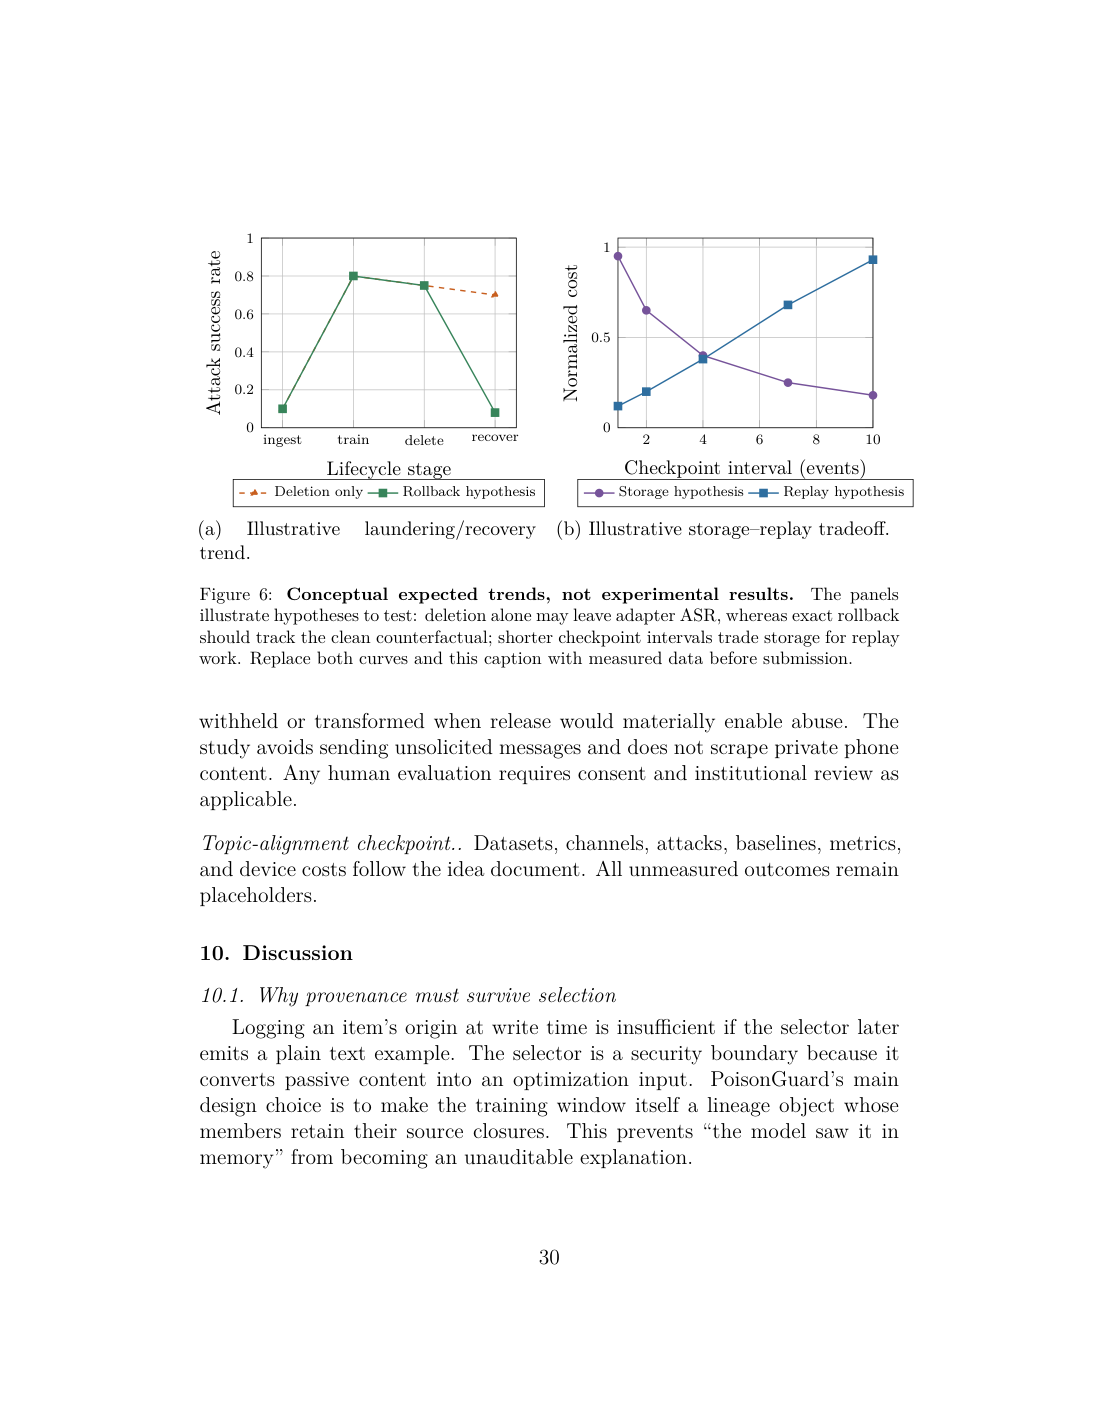 1
0.8
0.6
0.4
0.2
0
Attack success rate
ingest train delete recover
Lifecycle stage
Deletion only Rollback hypothesis
(a) Illustrative laundering/recovery
trend.
1
0.5
0
Normalized cost
2 4 6 8 10
Checkpoint interval (events)
Storage hypothesis Replay hypothesis
(b) Illustrative storage–replay tradeoff.
Figure 6: Conceptual expected trends, not experimental results. The panels
illustrate hypotheses to test: deletion alone may leave adapter ASR, whereas exact rollback
should track the clean counterfactual; shorter checkpoint intervals trade storage for replay
work. Replace both curves and this caption with measured data before submission.
withheld or transformed when release would materially enable abuse. The
study avoids sending unsolicited messages and does not scrape private phone
content. Any human evaluation requires consent and institutional review as
applicable.
Topic-alignment checkpoint.. Datasets, channels, attacks, baselines, metrics,
and device costs follow the idea document. All unmeasured outcomes remain
placeholders.
10. Discussion
10.1. Why provenance must survive selection
Logging an item's origin at write time is insufficient if the selector later
emits a plain text example. The selector is a security boundary because it
converts passive content into an optimization input. PoisonGuard's main
design choice is to make the training window itself a lineage object whose
members retain their source closures. This prevents “the model saw it in
memory” from becoming an unauditable explanation.
30